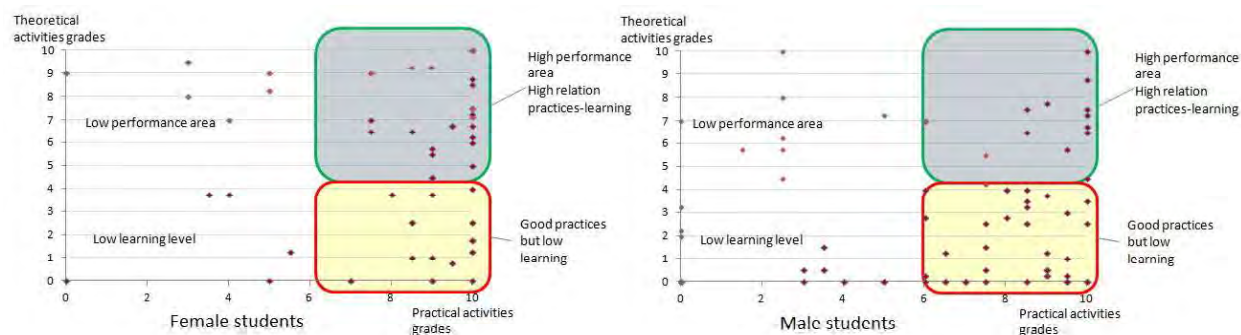 Theoretical
activities grades
10
9
8
7
6
5
4
3
2
1
0
0
2
4
6
8
10
Low performance area
Low learning level
High performance
area
High relation
practices-learning
Good practices
but low
learning
Female students
Practical activities
grades
Theoretical
activities grades
10
9
8
7
6
5
4
3
2
1
0
0
2
4
6
8
10
Low performance area
Low learning level
High performance
area
High relation
practices-learning
Good practices
but low
learning
Male students
Practical activities
grades